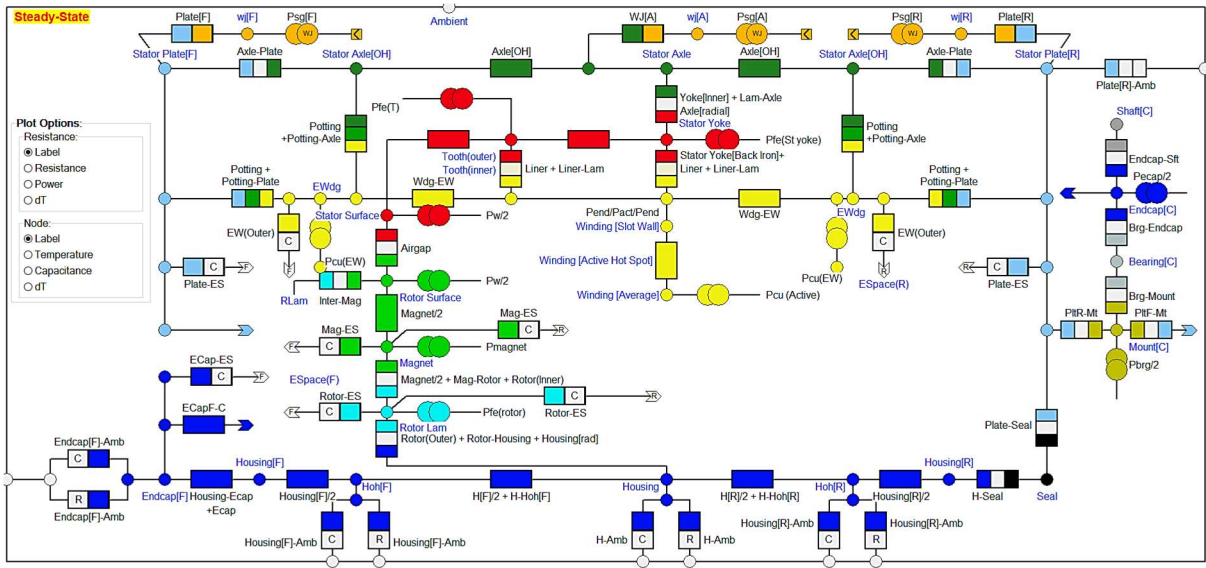 Steady-State
Plate[F]
wj[F]
Psg[F]
WJ
Ambient
WJ[A]
wj[A]
Psg[A]
WJ
Psg[R]
WJ
wj[R]
Plate[R]
Stator Plate[F]
Axle-Plate
Stator Axle[OH]
Axle[OH]
Stator Axle
Axle[OH]
Stator Axle[OH]
Axle-Plate
Stator Plate[R]
Plate[R]-Amb
Plot Options:
Resistance:
Label
Resistance
Power
dT
Node:
Label
Temperature
Capacitance
dT
Pfe(T)
Yoke[Inner] + Lam-Axle
Axle[radial]
Stator Yoke
Shaft[C]
Potting
+Potting-Axle
Pfe(St yoke)
Potting
+Potting-Axle
Tooth(outer)
Tooth(inner)
Liner + Liner-Lam
Stator Yoke[Back Iron]+
Liner + Liner-Lam
Endcap-Sft
Pecap/2
Potting +
Potting-Plate
EWdg
Wdg-EW
Wdg-EW
EWdg
Potting +
Potting-Plate
Endcap[C]
Stator Surface
Pw/2
Pend/Pact/Pend
Winding [Slot Wall]
EW(Outer)
C
F
EW(Outer)
C
R
Brg-Endcap
Airgap
Winding [Active Hot Spot]
Bearing[C]
C
F
Plate-ES
Pcu(EW)
Inter-Mag
RLam
Pw/2
Rotor Surface
Pcu(EW)
ESpace(R)
R
C
Plate-ES
Winding [Average]
Pcu (Active)
Brg-Mount
Magnet/2
PltR-Mt
PltF-Mt
Mag-ES
F
C
Mag-ES
C
R
Pmagnet
Mount[C]
ECap-ES
C
F
Magnet
Pbrg/2
ESpace(F)
Magnet/2 + Mag-Rotor + Rotor(Inner)
Rotor-ES
F
C
Pfe(rotor)
C
R
Rotor-ES
ECapF-C
Rotor Lam
Rotor(Outer) + Rotor-Housing + Housing[rad]
Plate-Seal
Endcap[F]-Amb
C
R
Endcap[F]-Amb
Endcap[F]
Housing-Ecap
+Ecap
Housing[F]
Housing[F]/2
Hoh[F]
H[F]/2 + H-Hoh[F]
Housing
H[R]/2 + H-Hoh[R]
Hoh[R]
Housing[R]/2
Housing[R]
H-Seal
Seal
Housing[F]-Amb
C
R
Housing[F]-Amb
H-Amb
C
R
H-Amb
Housing[R]-Amb
C
R
Housing[R]-Amb